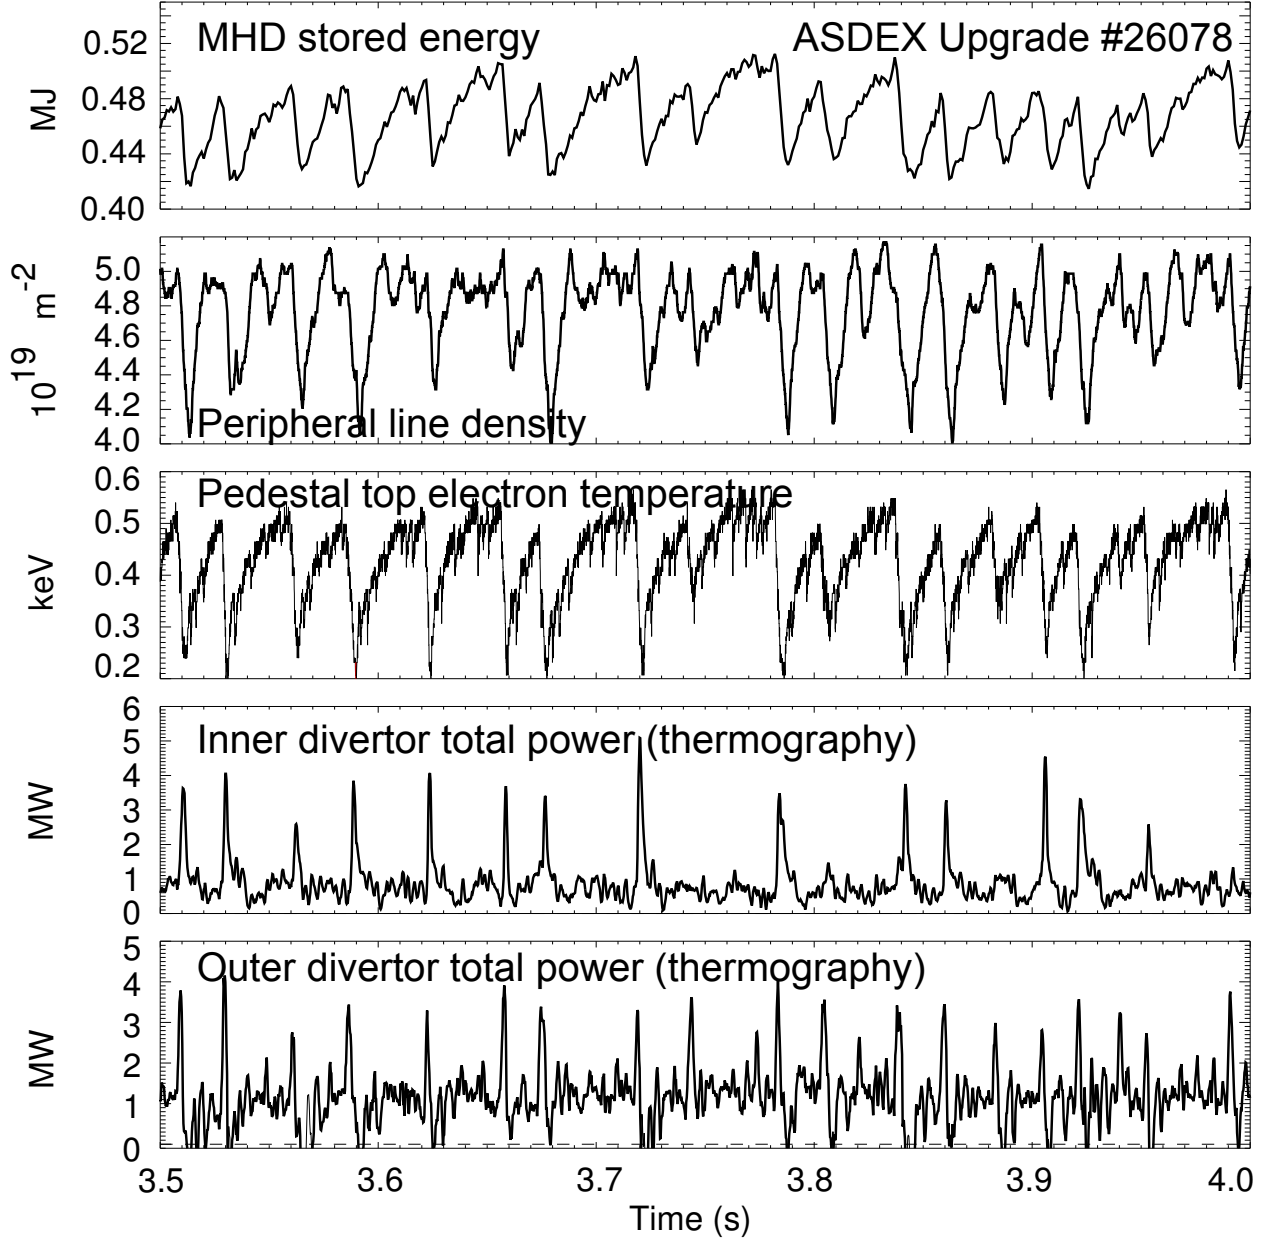 MHD stored energy ASDEX Upgrade #26078
0.52
0.48
0.44
0.40
MJ
5.0
4.8
4.6
4.4
4.2
4.0
10^19 m^-2
Peripheral line density
Pedestal top electron temperature
0.6
0.5
0.4
0.3
0.2
keV
Inner divertor total power (thermography)
6
5
4
3
2
1
0
MW
Outer divertor total power (thermography)
5
4
3
2
1
0
MW
3.5 3.6 3.7 3.8 3.9 4.0
Time (s)